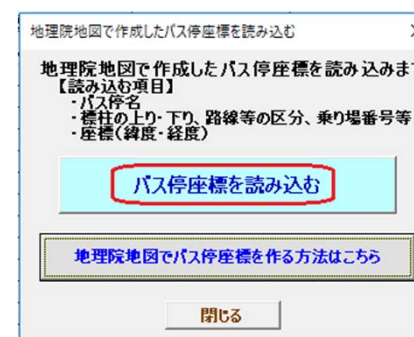 地理院地図で作成したバス停座標を読み込む
地理院地図で作成したバス停座標を読み込みます
【読み込む項目】
・バス停名
・標柱の上り・下り、路線等の区分、乗り場番号等
・座標(緯度・経度)
バス停座標を読み込む
地理院地図でバス停座標を作る方法はこちら
閉じる